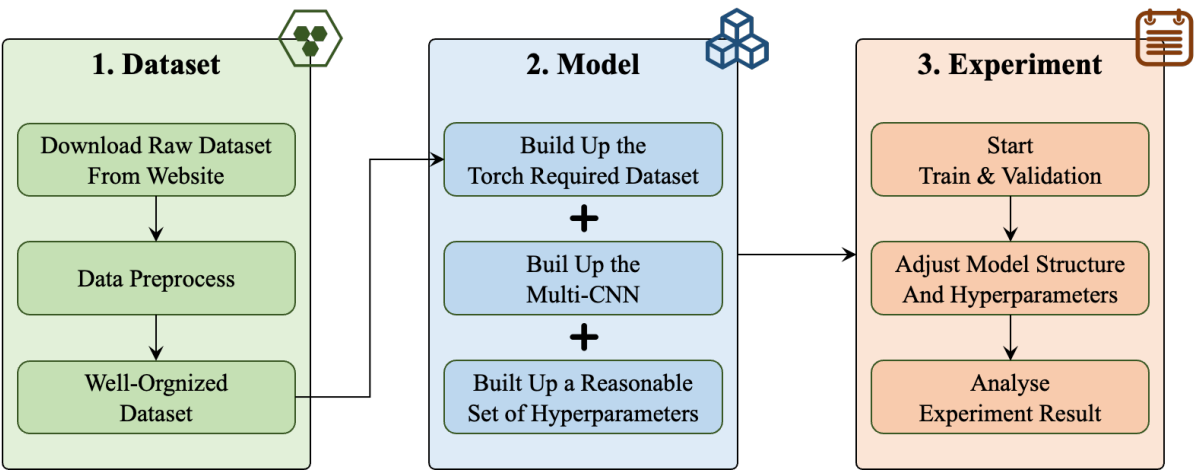 1. Dataset
Download Raw Dataset
From Website
Data Preprocess
Well-Orgnized
Dataset
2. Model
Build Up the
Torch Required Dataset
+
Buil Up the
Multi-CNN
+
Built Up a Reasonable
Set of Hyperparameters
3. Experiment
Start
Train & Validation
Adjust Model Structure
And Hyperparameters
Analyse
Experiment Result